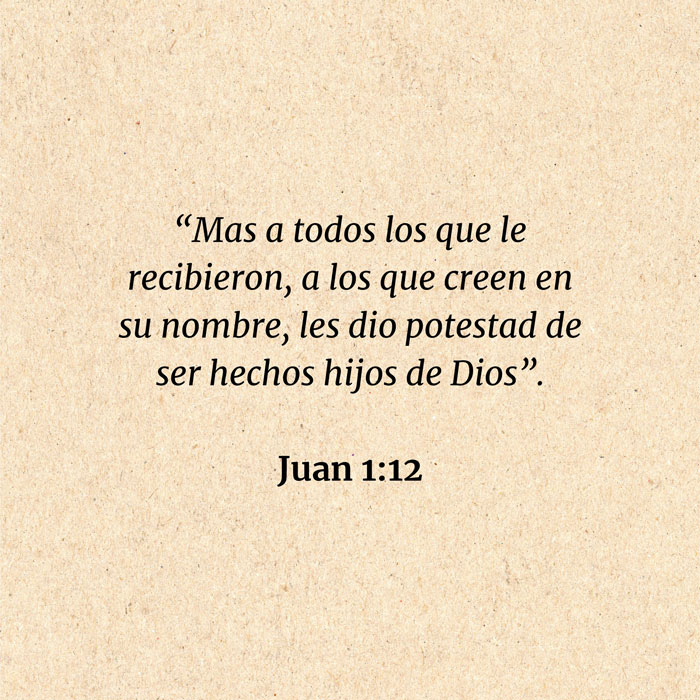 “Mas a todos los que le
recibieron, a los que creen en
su nombre, les dio potestad de
ser hechos hijos de Dios”.
Juan 1:12